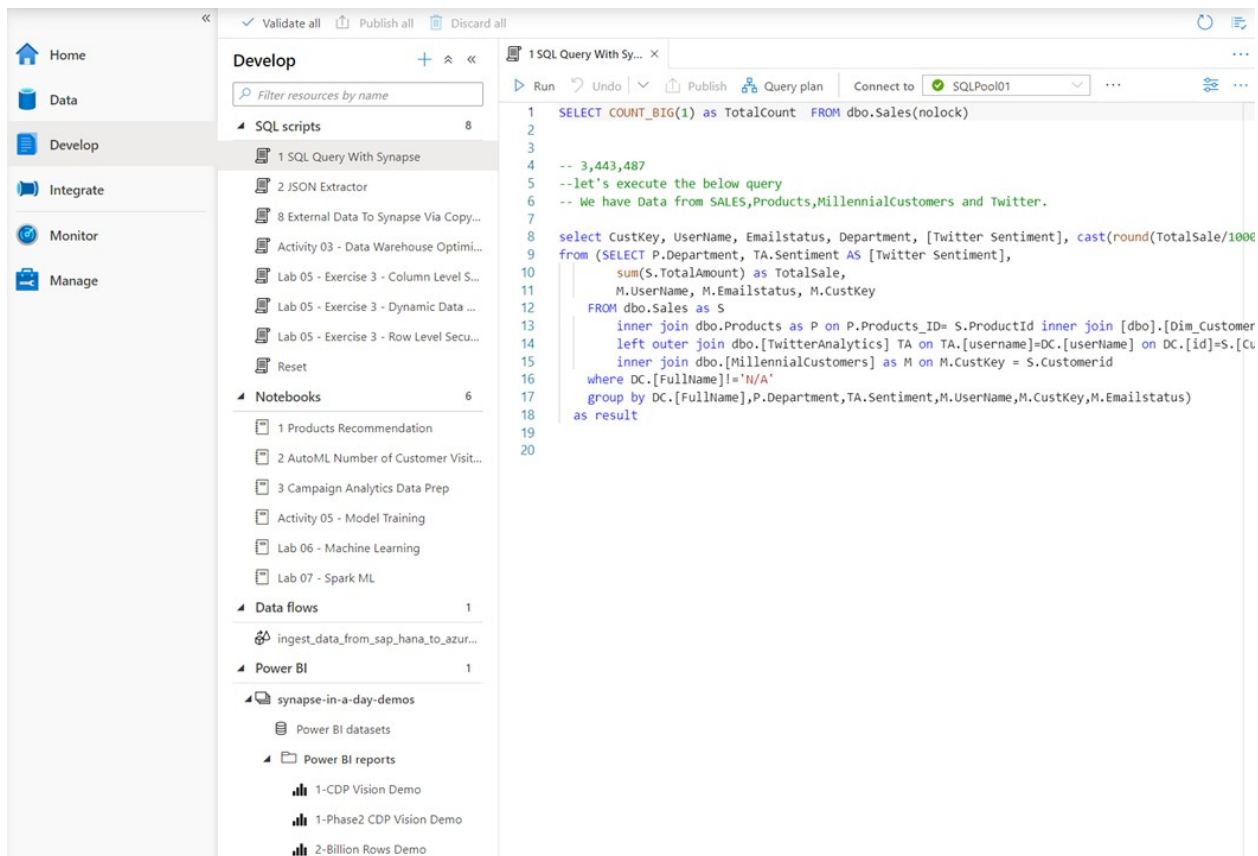 Validate all Publish all Discard all
Home
Data
Develop
Integrate
Monitor
Manage
Develop
Filter resources by name
SQL scripts 8
1 SQL Query With Synapse
2 JSON Extractor
8 External Data To Synapse Via Copy...
Activity 03 - Data Warehouse Optimi...
Lab 05 - Exercise 3 - Column Level S...
Lab 05 - Exercise 3 - Dynamic Data ...
Lab 05 - Exercise 3 - Row Level Secu...
Reset
Notebooks 6
1 Products Recommendation
2 AutoML Number of Customer Visit...
3 Campaign Analytics Data Prep
Activity 05 - Model Training
Lab 06 - Machine Learning
Lab 07 - Spark ML
Data flows 1
ingest_data_from_sap_hana_to_azur...
Power BI 1
synapse-in-a-day-demos
Power BI datasets
Power BI reports
1-CDP Vision Demo
1-Phase2 CDP Vision Demo
2-Billion Rows Demo
1 SQL Query With Sy...
Run Undo Publish Query plan Connect to SQLPool01
1 SELECT COUNT_BIG(1) as TotalCount FROM dbo.Sales(nolock)
2
3
4 -- 3,443,487
5 --let's execute the below query
6 -- We have Data from SALES,Products,MillennialCustomers and Twitter.
7
8 select CustKey, UserName, Emailstatus, Department, [Twitter Sentiment], cast(round(TotalSale/1000
9 from (SELECT P.Department, TA.Sentiment AS [Twitter Sentiment],
10 sum(S.TotalAmount) as TotalSale,
11 M.UserName, M.Emailstatus, M.CustKey
12 FROM dbo.Sales as S
13 inner join dbo.Products as P on P.Products_ID= S.ProductId inner join [dbo].[Dim_Customer
14 left outer join dbo.[TwitterAnalytics] TA on TA.[username]=DC.[userName] on DC.[id]=S.[Cu
15 inner join dbo.[MillennialCustomers] as M on M.CustKey = S.Customerid
16 where DC.[FullName]!='N/A'
17 group by DC.[FullName],P.Department,TA.Sentiment,M.UserName,M.CustKey,M.Emailstatus)
18 as result
19
20